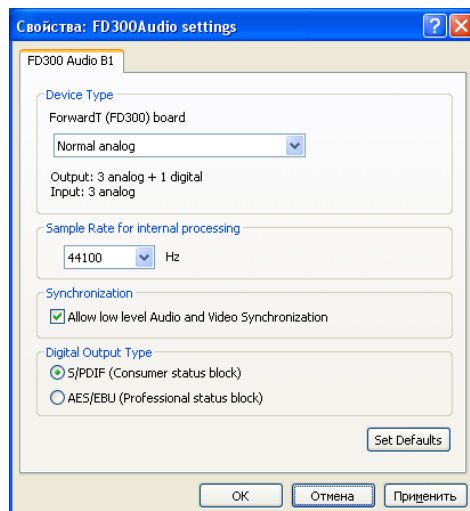 Свойства: FD300Audio settings
FD300 Audio B1
Device Type
ForwardT (FD300) board
Normal analog
Output: 3 analog + 1 digital
Input: 3 analog
Sample Rate for internal processing
44100 Hz
Synchronization
Allow low level Audio and Video Synchronization
Digital Output Type
S/PDIF (Consumer status block)
AES/EBU (Professional status block)
Set Defaults
ОК Отмена Применить